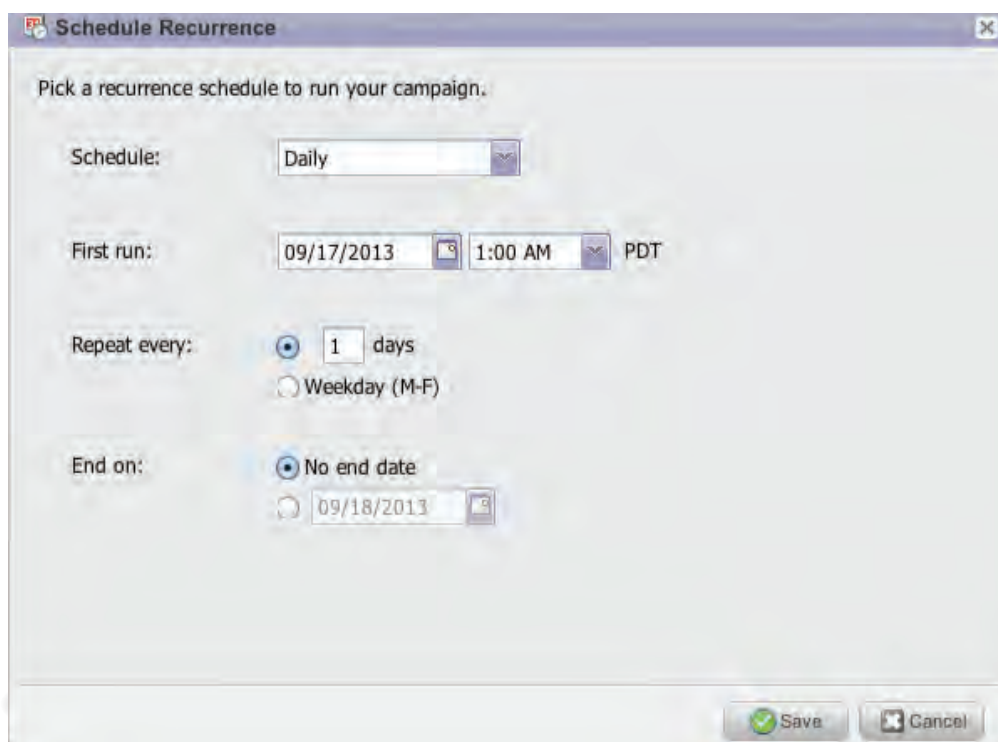 Schedule Recurrence
Pick a recurrence schedule to run your campaign.
Schedule: Daily
First run: 09/17/2013 1:00 AM PDT
Repeat every: 1 days
Weekday (M-F)
End on: No end date
09/18/2013
Save Cancel